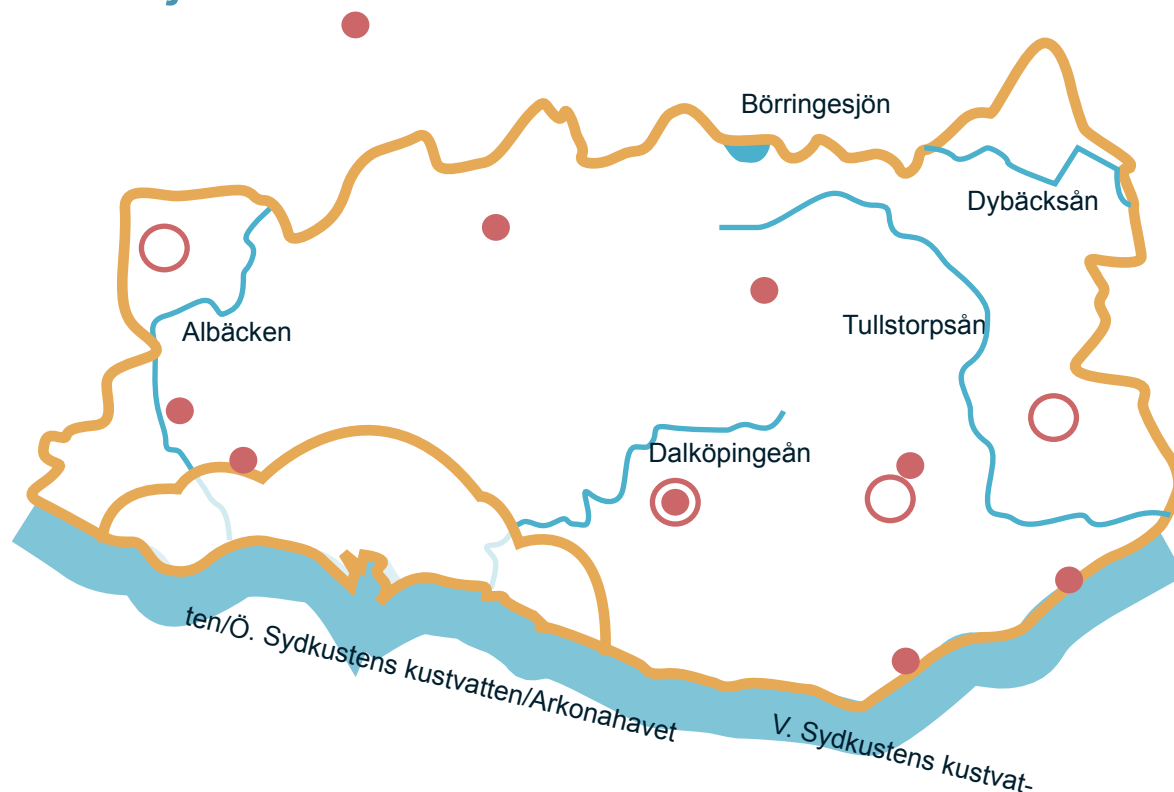 Börringesjön
Dybäcksån
Tullstorpsån
Albäcken
Dalköpingeån
ten/Ö. Sydkustens kustvatten/Arkonahavet
V. Sydkustens kustvat-